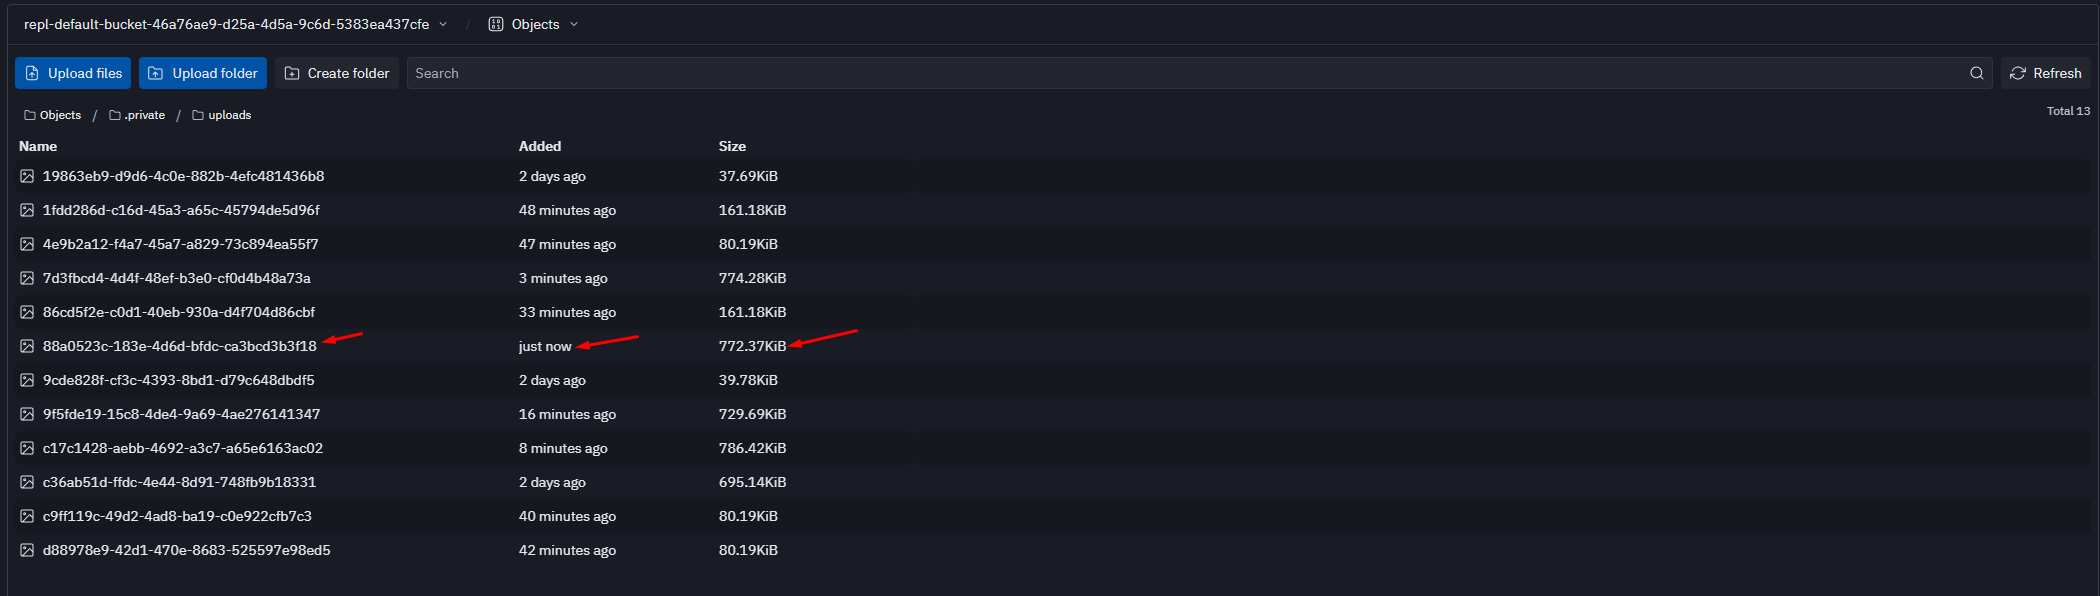 repl-default-bucket-46a76ae9-d25a-4d5a-9c6d-5383ea437cfe / Objects
Upload files Upload folder Create folder Search Refresh
Objects / .private / uploads Total 13
Name Added Size
19863eb9-d9d6-4c0e-882b-4efc481436b8 2 days ago 37.69KiB
1fdd286d-c16d-45a3-a65c-45794de5d96f 48 minutes ago 161.18KiB
4e9b2a12-f4a7-45a7-a829-73c894ea55f7 47 minutes ago 80.19KiB
7d3fbcd4-4d4f-48ef-b3e0-cf0d4b48a73a 3 minutes ago 774.28KiB
86cd5f2e-c0d1-40eb-930a-d4f704d86cbf 33 minutes ago 161.18KiB
88a0523c-183e-4d6d-bfdc-ca3bcd3b3f18 just now 772.37KiB
9cde828f-cf3c-4393-8bd1-d79c648dbdf5 2 days ago 39.78KiB
9f5fde19-15c8-4de4-9a69-4ae276141347 16 minutes ago 729.69KiB
c17c1428-aebb-4692-a3c7-a65e6163ac02 8 minutes ago 786.42KiB
c36ab51d-ffdc-4e44-8d91-748fb9b18331 2 days ago 695.14KiB
c9ff119c-49d2-4ad8-ba19-c0e922cfb7c3 40 minutes ago 80.19KiB
d88978e9-42d1-470e-8683-525597e98ed5 42 minutes ago 80.19KiB